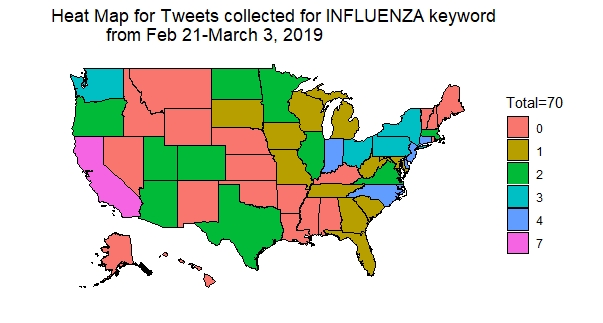 Heat Map for Tweets collected for INFLUENZA keyword
from Feb 21-March 3, 2019
Total=70
0
1
2
3
4
7